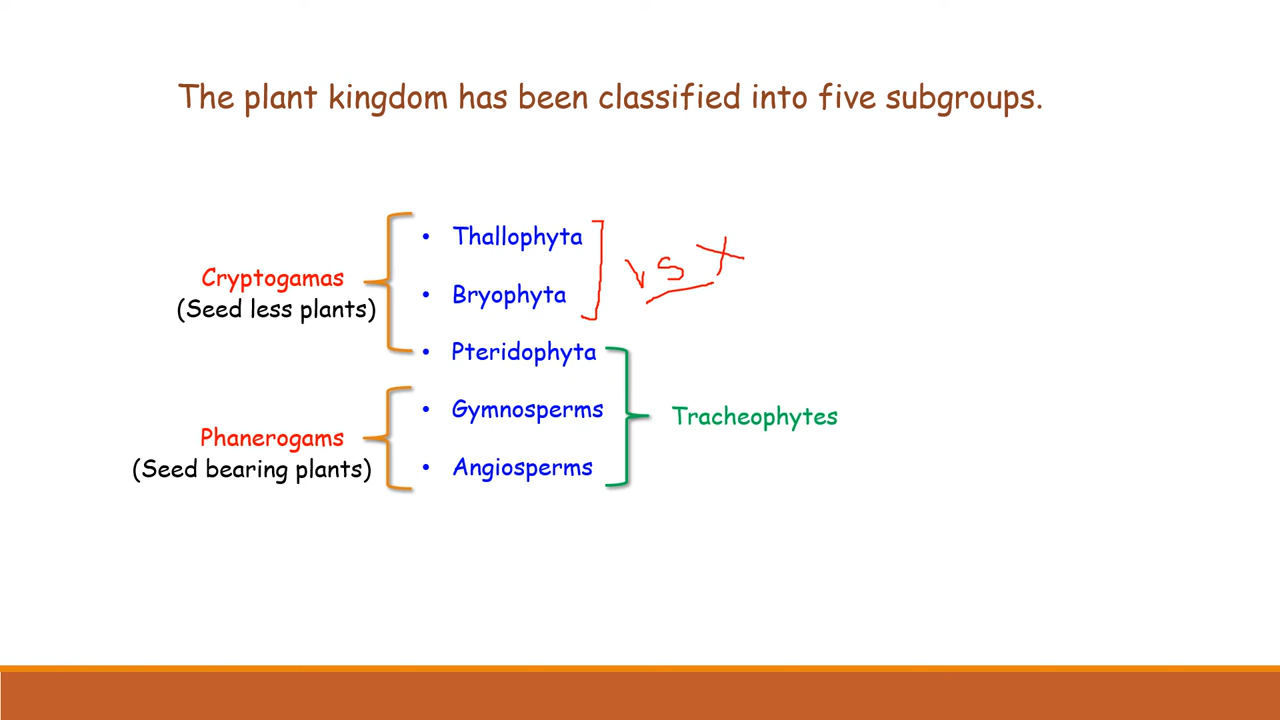 The plant kingdom has been classified into five subgroups.
• Thallophyta
Cryptogamas
(Seed less plants)
• Bryophyta
vs x
• Pteridophyta
• Gymnosperms
Tracheophytes
Phanerogams
(Seed bearing plants)
• Angiosperms